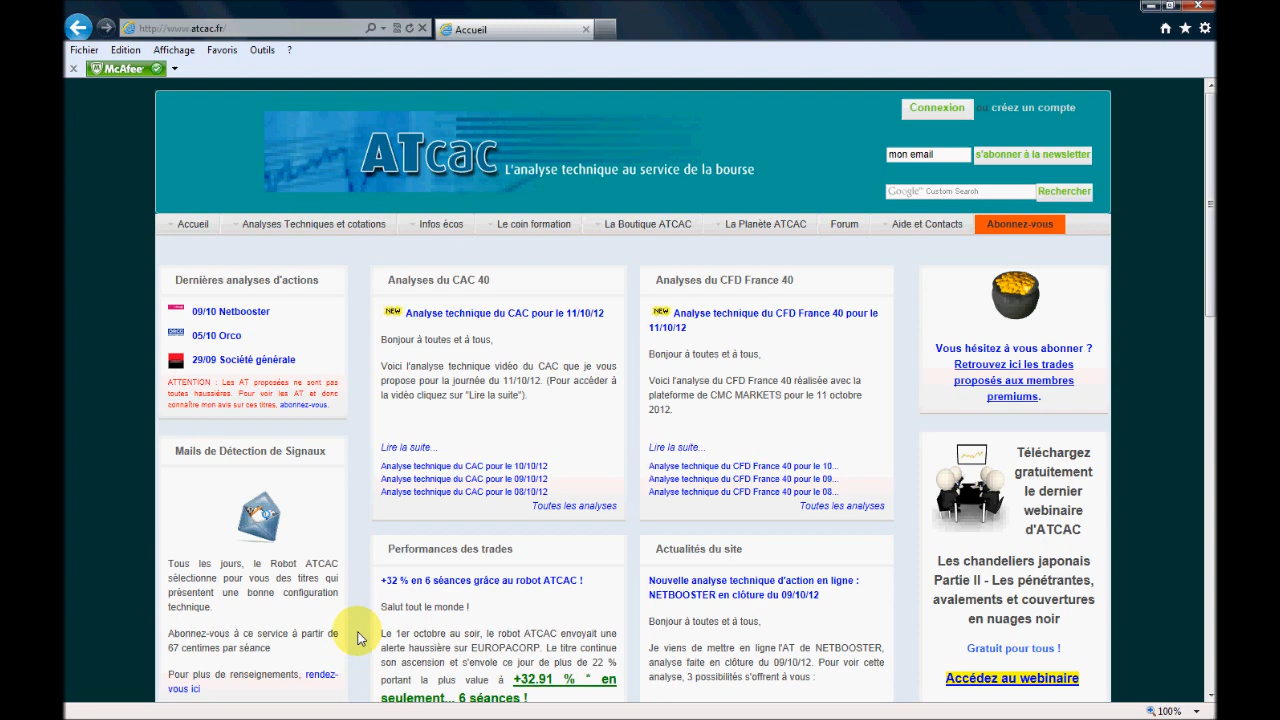 http://www.atcac.fr/
Accueil
Fichier Edition Affichage Favoris Outils ?
McAfee
Connexion ou créez un compte
ATcac
L'analyse technique au service de la bourse
mon email s'abonner à la newsletter
Google™ Custom Search Rechercher
Accueil Analyses Techniques et cotations Infos écos Le coin formation La Boutique ATCAC La Planète ATCAC Forum Aide et Contacts Abonnez-vous
Dernières analyses d'actions
09/10 Netbooster
05/10 Orco
29/09 Société générale
ATTENTION : Les AT proposées ne sont pas
toutes haussières. Pour voir les AT et donc
connaître mon avis sur ces titres, abonnez-vous.
Mails de Détection de Signaux
Tous les jours, le Robot ATCAC
sélectionne pour vous des titres qui
présentent une bonne configuration
technique.
Abonnez-vous à ce service à partir de
67 centimes par séance
Pour plus de renseignements, rendez-
vous ici
Analyses du CAC 40
NEW Analyse technique du CAC pour le 11/10/12
Bonjour à toutes et à tous,
Voici l'analyse technique vidéo du CAC que je vous
propose pour la journée du 11/10/12. (Pour accéder à
la vidéo cliquez sur "Lire la suite").
Lire la suite...
Analyse technique du CAC pour le 10/10/12
Analyse technique du CAC pour le 09/10/12
Analyse technique du CAC pour le 08/10/12
Toutes les analyses
Performances des trades
+32 % en 6 séances grâce au robot ATCAC !
Salut tout le monde !
Le 1er octobre au soir, le robot ATCAC envoyait une
alerte haussière sur EUROPACORP. Le titre continue
son ascension et s'envole ce jour de plus de 22 %
portant la plus value à +32.91 % * en
seulement... 6 séances !
Analyses du CFD France 40
NEW Analyse technique du CFD France 40 pour le
11/10/12
Bonjour à toutes et à tous,
Voici l'analyse du CFD France 40 réalisée avec la
plateforme de CMC MARKETS pour le 11 octobre
2012.
Lire la suite...
Analyse technique du CFD France 40 pour le 10...
Analyse technique du CFD France 40 pour le 09...
Analyse technique du CFD France 40 pour le 08...
Toutes les analyses
Actualités du site
Nouvelle analyse technique d'action en ligne :
NETBOOSTER en clôture du 09/10/12
Bonjour à toutes et à tous,
Je viens de mettre en ligne l'AT de NETBOOSTER,
analyse faite en clôture du 09/10/12. Pour voir cette
analyse, 3 possibilités s'offrent à vous :
Vous hésitez à vous abonner ?
Retrouvez ici les trades
proposés aux membres
premiums.
Téléchargez
gratuitement
le dernier
webinaire
d'ATCAC
Les chandeliers japonais
Partie II - Les pénétrantes,
avalements et couvertures
en nuages noir
Gratuit pour tous !
Accédez au webinaire
100%